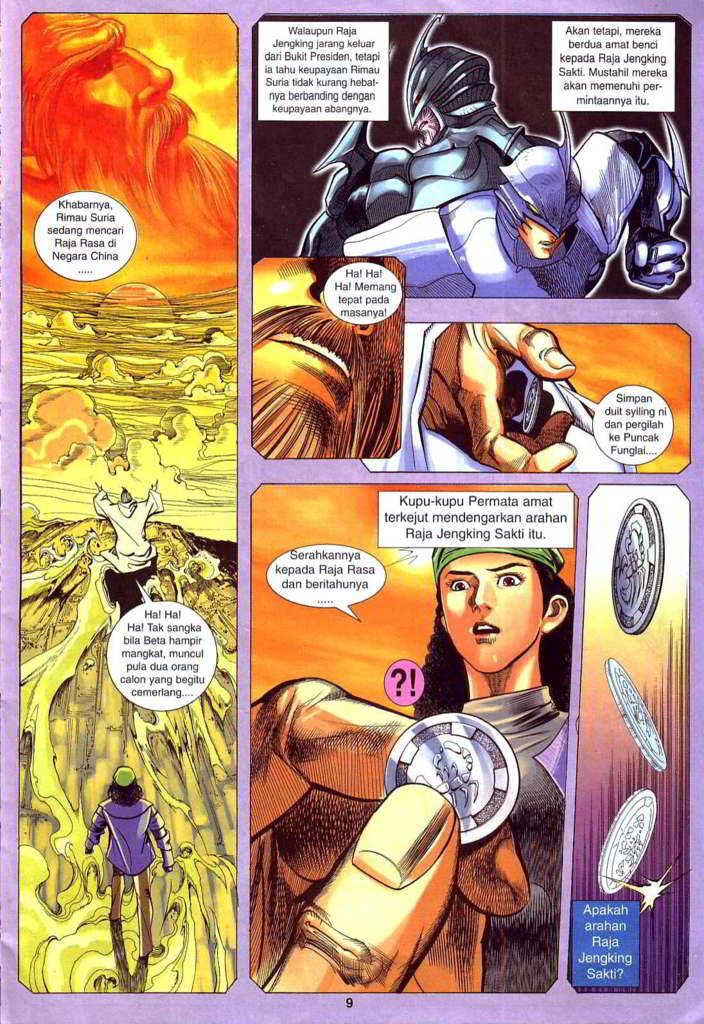 Khabarnya,
Rimau Suria
sedang mencari
Raja Rasa di
Negara China
.....
Ha! Ha!
Ha! Tak sangka
bila Beta hampir
mangkat, muncul
pula dua orang
calon yang begitu
cemerlang....
Walaupun Raja
Jengking jarang keluar
dari Bukit Presiden, tetapi
ia tahu keupayaan Rimau
Suria tidak kurang hebat-
nya berbanding dengan
keupayaan abangnya.
Akan tetapi, mereka
berdua amat benci
kepada Raja Jengking
Sakti. Mustahil mereka
akan memenuhi per-
mintaannya itu.
Ha! Ha!
Ha! Memang
tepat pada
masanya!
Simpan
duit syiling ni
dan pergilah
ke Puncak
Funglai....
Kupu-kupu Permata amat
terkejut mendengarkan arahan
Raja Jengking Sakti itu.
Serahkannya
kepada Raja Rasa
dan beritahunya
.....
?!
Apakah
arahan
Raja
Jengking
Sakti?
9